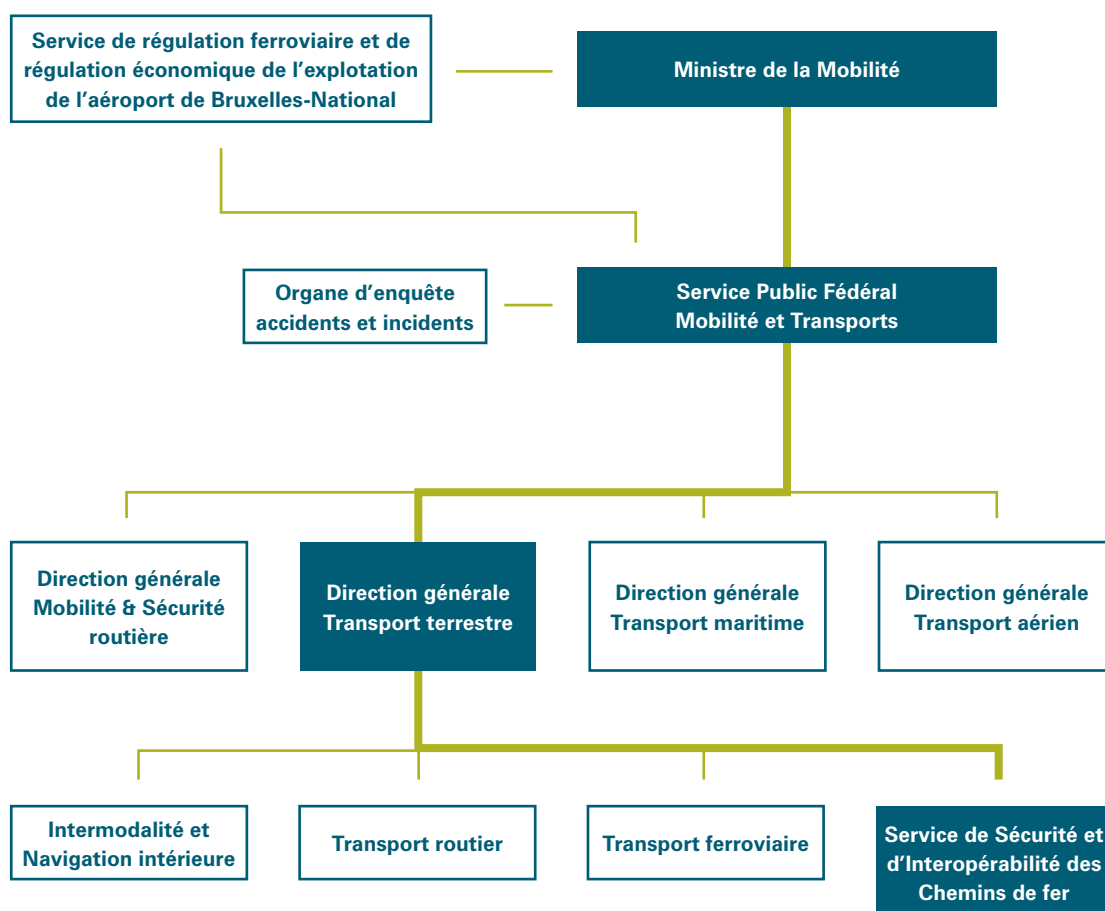 Service de régulation ferroviaire et de
régulation économique de l'explotation
de l'aéroport de Bruxelles-National
Ministre de la Mobilité
Organe d'enquête
accidents et incidents
Service Public Fédéral
Mobilité et Transports
Direction générale
Mobilité & Sécurité
routière
Direction générale
Transport terrestre
Direction générale
Transport maritime
Direction générale
Transport aérien
Intermodalité et
Navigation intérieure
Transport routier
Transport ferroviaire
Service de Sécurité et
d'Interopérabilité des
Chemins de fer